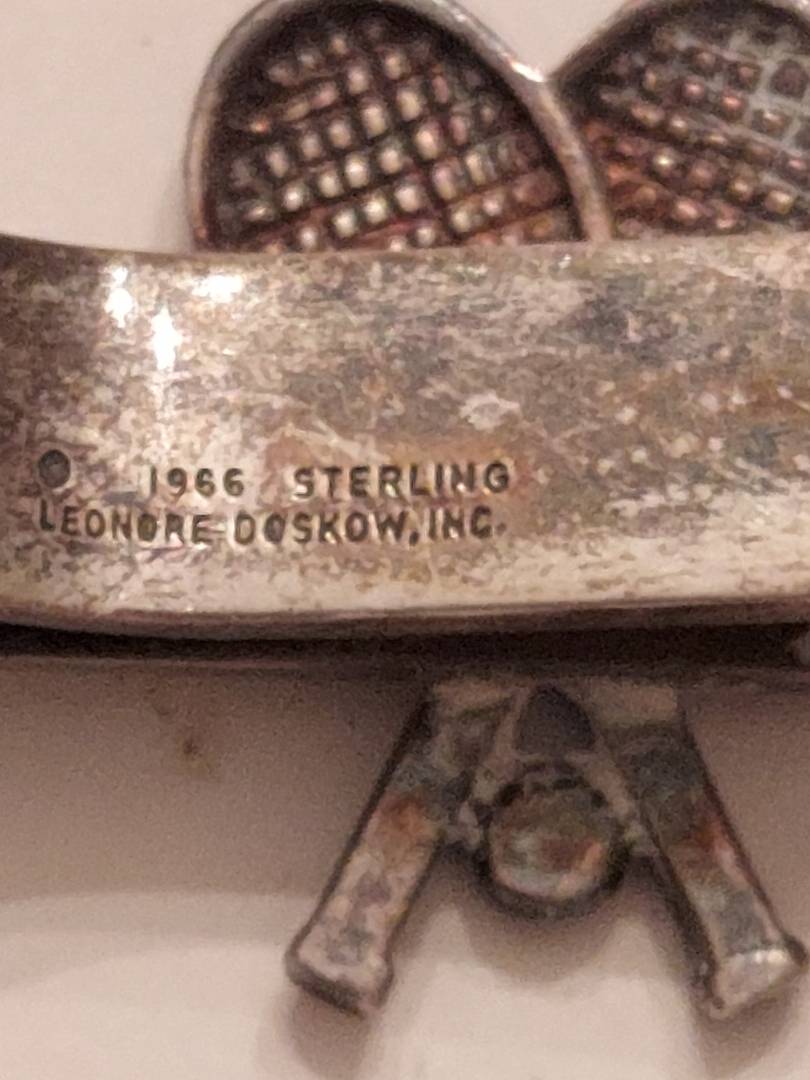 1966 STERLING
LEONORE DOSKOW, INC.